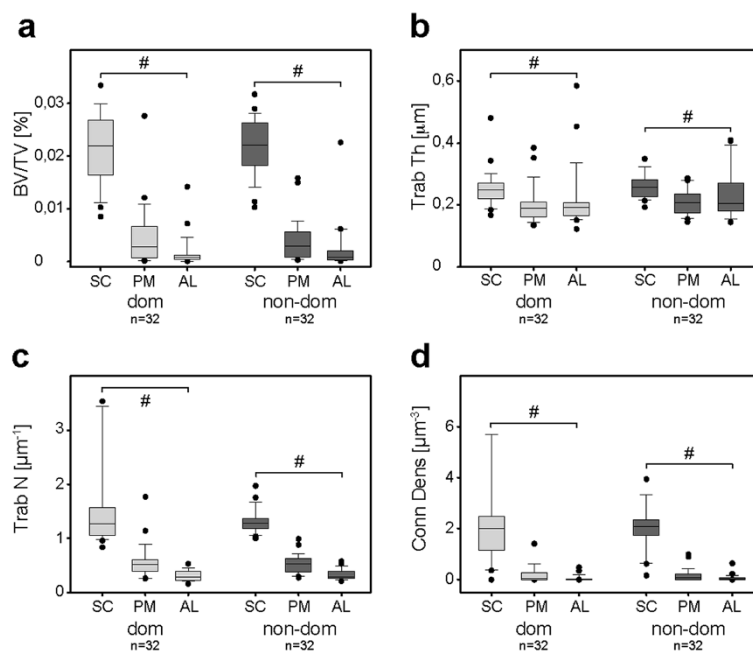 a
#
#
0,03
0,02
0,01
0
BV/TV [%]
SC PM AL SC PM AL
dom non-dom
n=32 n=32
b
#
#
0,6
0,4
0,2
0
Trab Th [µm]
SC PM AL SC PM AL
dom non-dom
n=32 n=32
c
#
#
3
2
1
0
Trab N [µm⁻¹]
SC PM AL SC PM AL
dom non-dom
n=32 n=32
d
#
#
6
4
2
0
Conn Dens [µm⁻³]
SC PM AL SC PM AL
dom non-dom
n=32 n=32